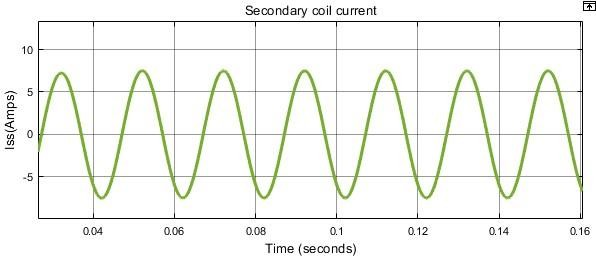 Secondary coil current
Iss(Amps)
10
5
0
-5
0.04 0.06 0.08 0.1 0.12 0.14 0.16
Time (seconds)